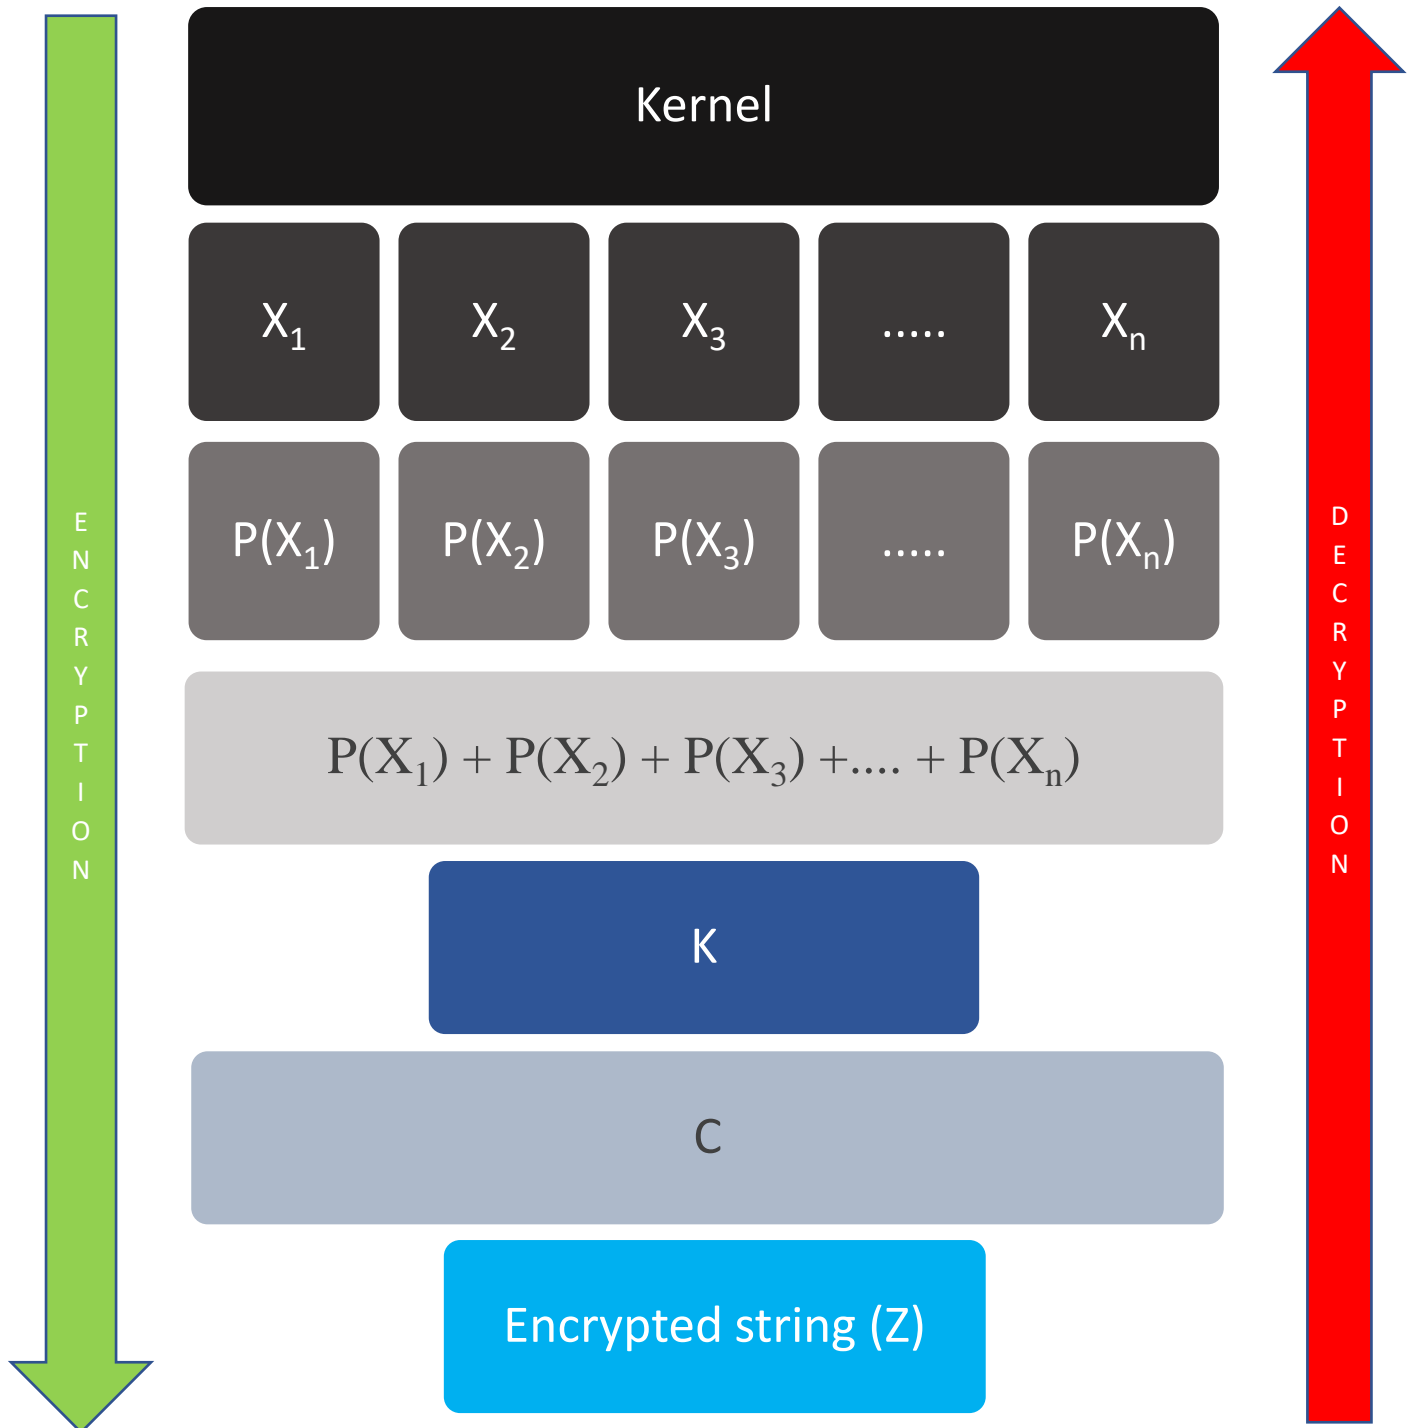 Kernel
X₁ X₂ X₃ ..... Xₙ
P(X₁) P(X₂) P(X₃) ..... P(Xₙ)
P(X₁) + P(X₂) + P(X₃) +.... + P(Xₙ)
K
C
Encrypted string (Z)
ENCRYPTION
DECRYPTION